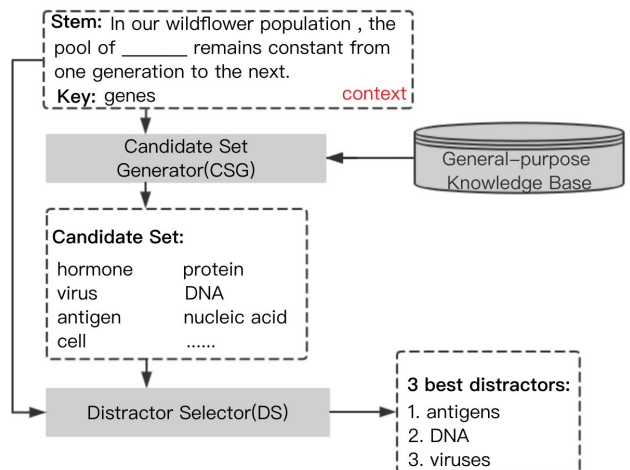 Stem: In our wildflower population , the
pool of ______ remains constant from
one generation to the next.
Key: genes
context
Candidate Set
Generator(CSG)
General-purpose
Knowledge Base
Candidate Set:
hormone protein
virus DNA
antigen nucleic acid
cell ......
Distractor Selector(DS)
3 best distractors:
1. antigens
2. DNA
3. viruses